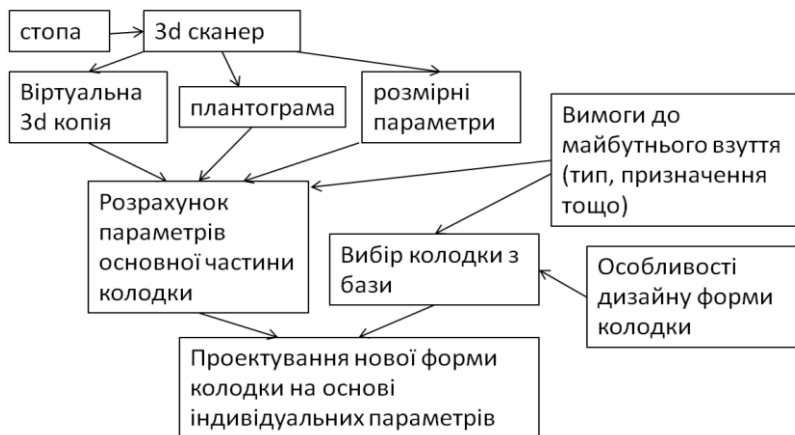 стопа
3d сканер
Віртуальна
3d копія
плантограма
розмірні
параметри
Вимоги до
майбутнього взуття
(тип, призначення
тощо)
Розрахунок
параметрів
основної частини
колодки
Вибір колодки з
бази
Особливості
дизайну форми
колодки
Проектування нової форми
колодки на основі
індивідуальних параметрів